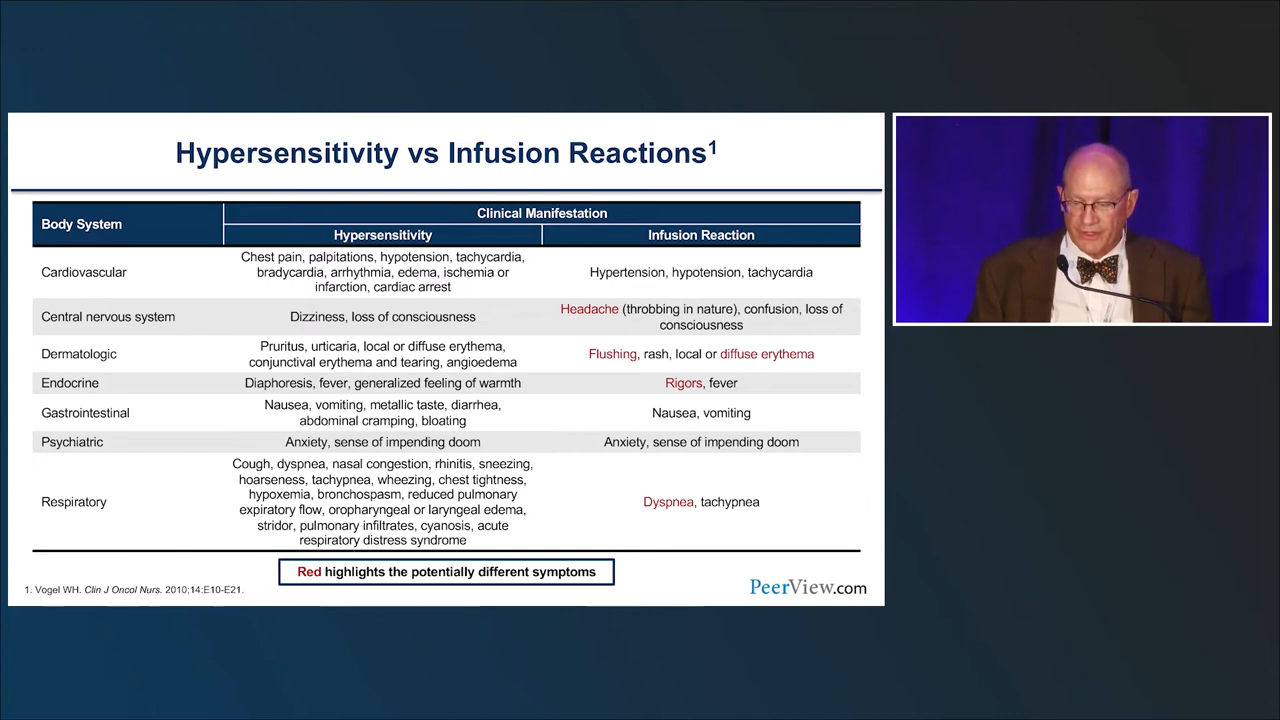 Hypersensitivity vs Infusion Reactions1
Body System
Clinical Manifestation
Hypersensitivity
Infusion Reaction
Cardiovascular
Chest pain, palpitations, hypotension, tachycardia,
bradycardia, arrhythmia, edema, ischemia or
infarction, cardiac arrest
Hypertension, hypotension, tachycardia
Central nervous system
Dizziness, loss of consciousness
Headache (throbbing in nature), confusion, loss of
consciousness
Dermatologic
Pruritus, urticaria, local or diffuse erythema,
conjunctival erythema and tearing, angioedema
Flushing, rash, local or diffuse erythema
Endocrine
Diaphoresis, fever, generalized feeling of warmth
Rigors, fever
Gastrointestinal
Nausea, vomiting, metallic taste, diarrhea,
abdominal cramping, bloating
Nausea, vomiting
Psychiatric
Anxiety, sense of impending doom
Anxiety, sense of impending doom
Respiratory
Cough, dyspnea, nasal congestion, rhinitis, sneezing,
hoarseness, tachypnea, wheezing, chest tightness,
hypoxemia, bronchospasm, reduced pulmonary
expiratory flow, oropharyngeal or laryngeal edema,
stridor, pulmonary infiltrates, cyanosis, acute
respiratory distress syndrome
Dyspnea, tachypnea
Red highlights the potentially different symptoms
1. Vogel WH. Clin J Oncol Nurs. 2010;14:E10-E21.
PeerView.com